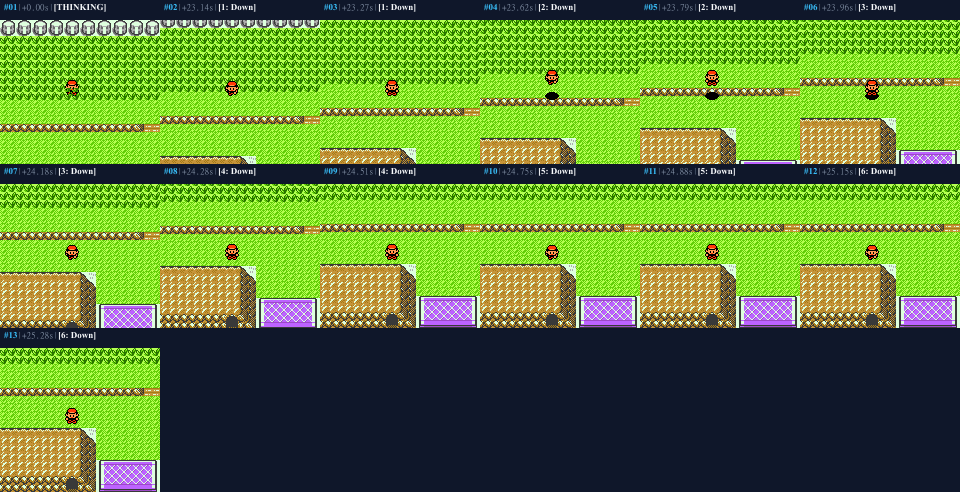 #01|+0.00s|[THINKING]
#02|+23.14s|[1: Down]
#03|+23.27s|[1: Down]
#04|+23.62s|[2: Down]
#05|+23.79s|[2: Down]
#06|+23.96s|[3: Down]
#07|+24.18s|[3: Down]
#08|+24.28s|[4: Down]
#09|+24.51s|[4: Down]
#10|+24.75s|[5: Down]
#11|+24.88s|[5: Down]
#12|+25.15s|[6: Down]
#13|+25.28s|[6: Down]